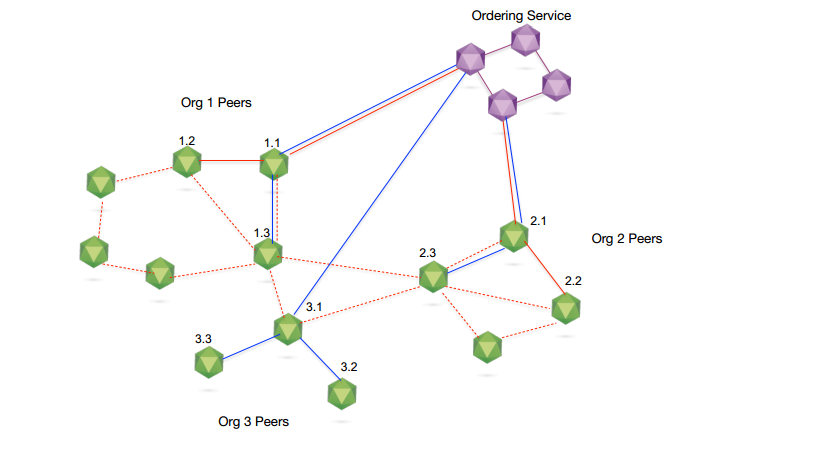 Ordering Service
Org 1 Peers
1.2
1.1
2.1
1.3
Org 2 Peers
2.3
2.2
3.1
3.3
3.2
Org 3 Peers